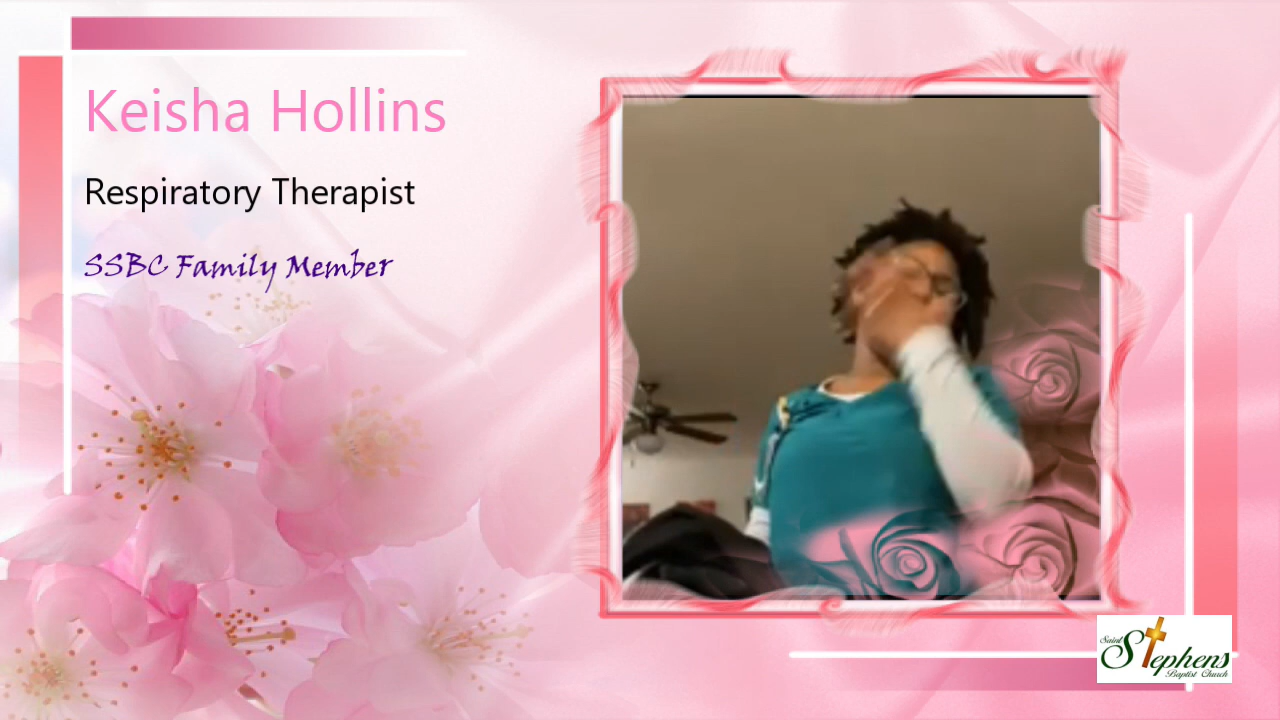 Keisha Hollins
Respiratory Therapist
SSBC Family Member
Saint
Stephens
Baptist Church